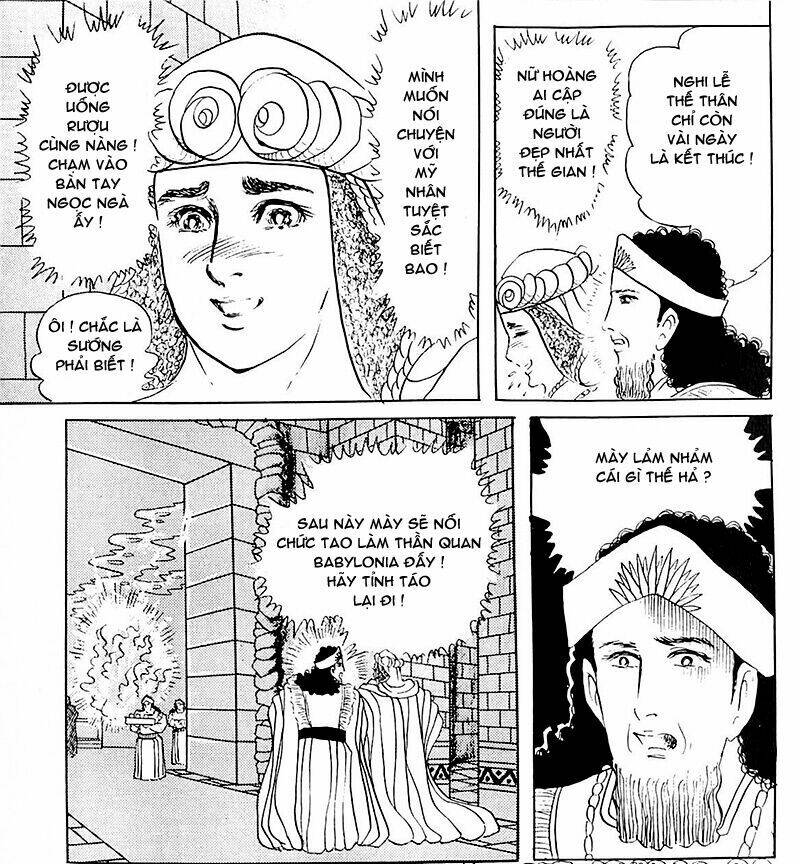 NGHI LỄ
THẾ THÂN
CHỈ CÒN
VÀI NGÀY
LÀ KẾT THÚC !
NỮ HOÀNG
AI CẬP
ĐÚNG LÀ
NGƯỜI
ĐẸP NHẤT
THẾ GIAN !
MÌNH
MUỐN
NÓI
CHUYỆN
VỚI
MỸ
NHÂN
TUYỆT
SẮC
BIẾT
BAO !
ĐƯỢC
UỐNG
RƯỢU
CÙNG NÀNG !
CHẠM VÀO
BÀN TAY
NGỌC NGÀ
ẤY !
ÔI ! CHẮC LÀ
SƯỚNG
PHẢI BIẾT !
MÀY LẢM NHẢM
CÁI GÌ THẾ HẢ ?
SAU NÀY MÀY SẼ NỐI
CHỨC TAO LÀM THẦN QUAN
BABYLONIA ĐẤY !
HÃY TỈNH TÁO
LẠI ĐI !